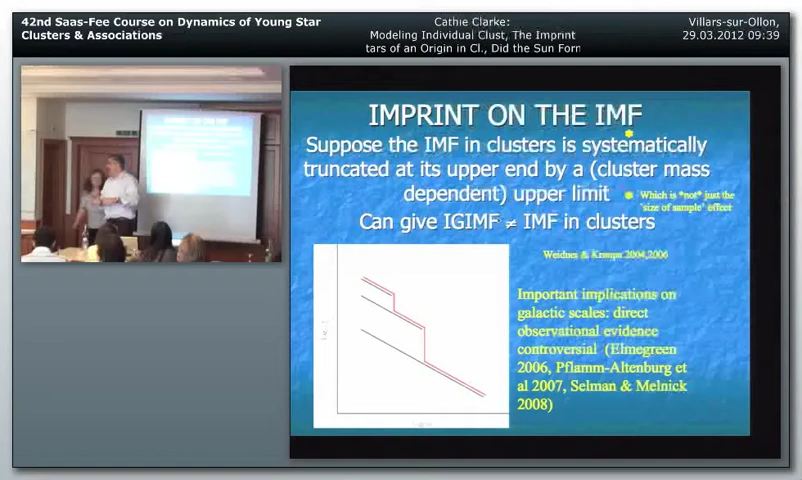 42nd Saas-Fee Course on Dynamics of Young Star
Clusters & Associations
Cathie Clarke:
Modeling Individual Clust, The Imprint
tars of an Origin in Cl., Did the Sun Forn
Villars-sur-Ollon,
29.03.2012 09:39
IMPRINT ON THE IMF
Suppose the IMF in clusters is systematically
truncated at its upper end by a (cluster mass
dependent) upper limit
Which is *not* just the
'size of sample' effect
Can give IGIMF ≠ IMF in clusters
Weidner & Kroupa 2004,2006
Important implications on
galactic scales: direct
observational evidence
controversial (Elmegreen
2006, Pflamm-Altenburg et
al 2007, Selman & Melnick
2008)